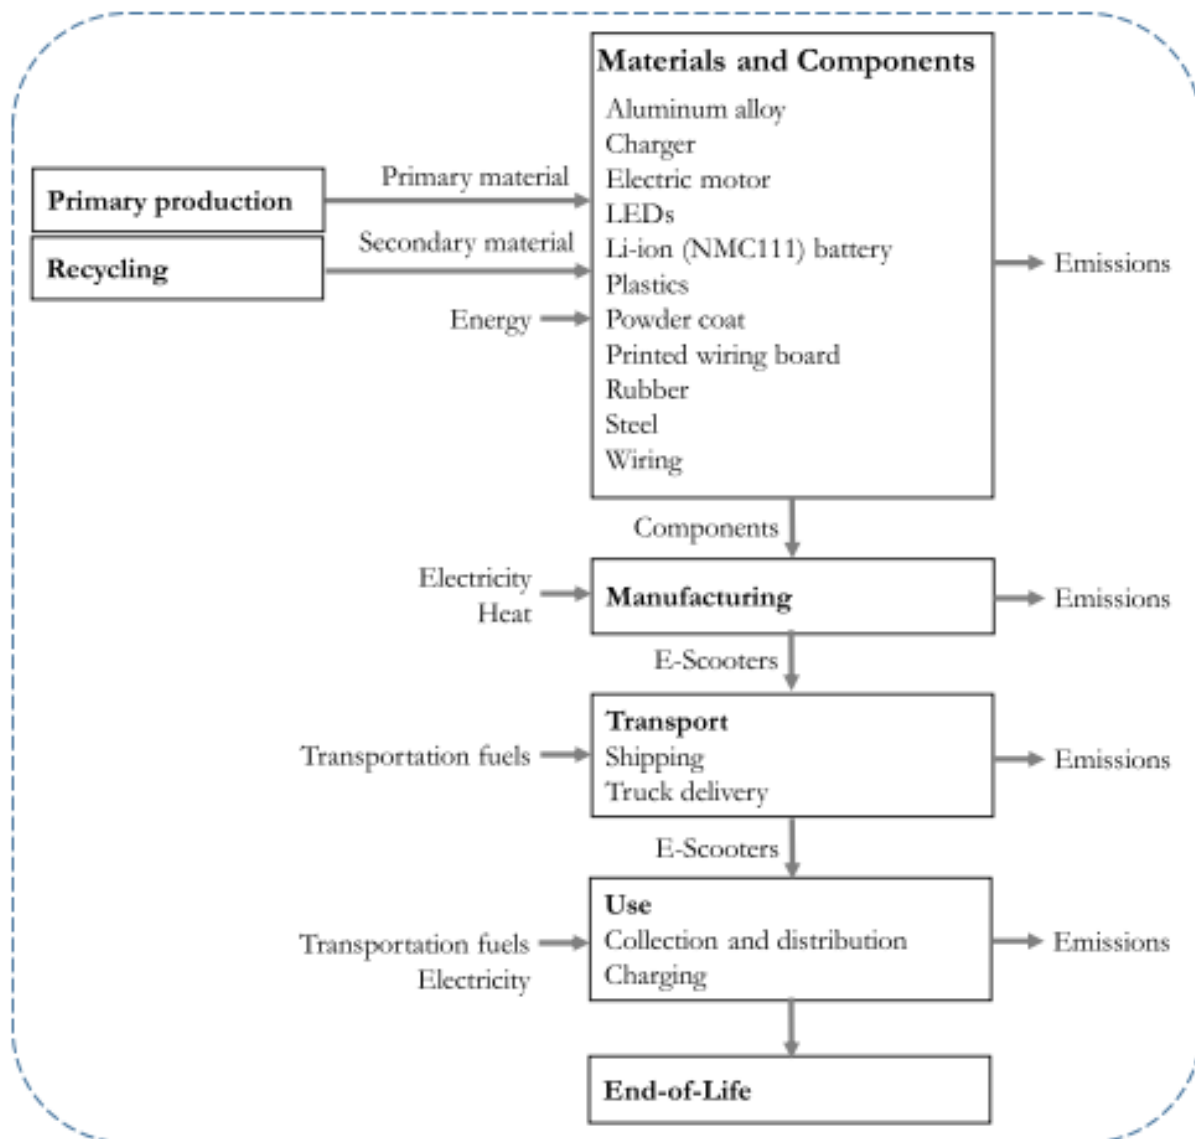 Materials and Components
Aluminum alloy
Charger
Electric motor
LEDs
Li-ion (NMC111) battery
Plastics
Powder coat
Printed wiring board
Rubber
Steel
Wiring
Primary production
Primary material
Recycling
Secondary material
Energy
Emissions
Components
Electricity
Heat
Manufacturing
Emissions
E-Scooters
Transportation fuels
Transport
Shipping
Truck delivery
Emissions
E-Scooters
Transportation fuels
Electricity
Use
Collection and distribution
Charging
Emissions
End-of-Life